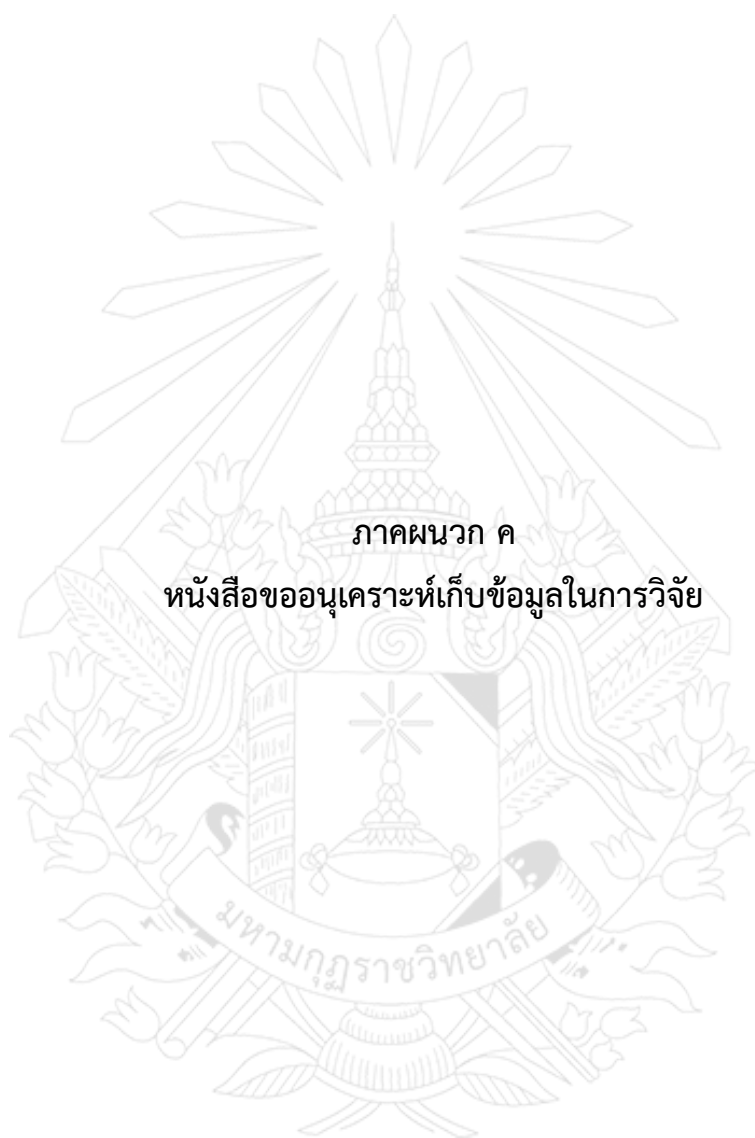 ภาคผนวก ค
หนังสือขออนุเคราะห์เก็บข้อมูลในการวิจัย
มหามกุฏราชวิทยาลัย